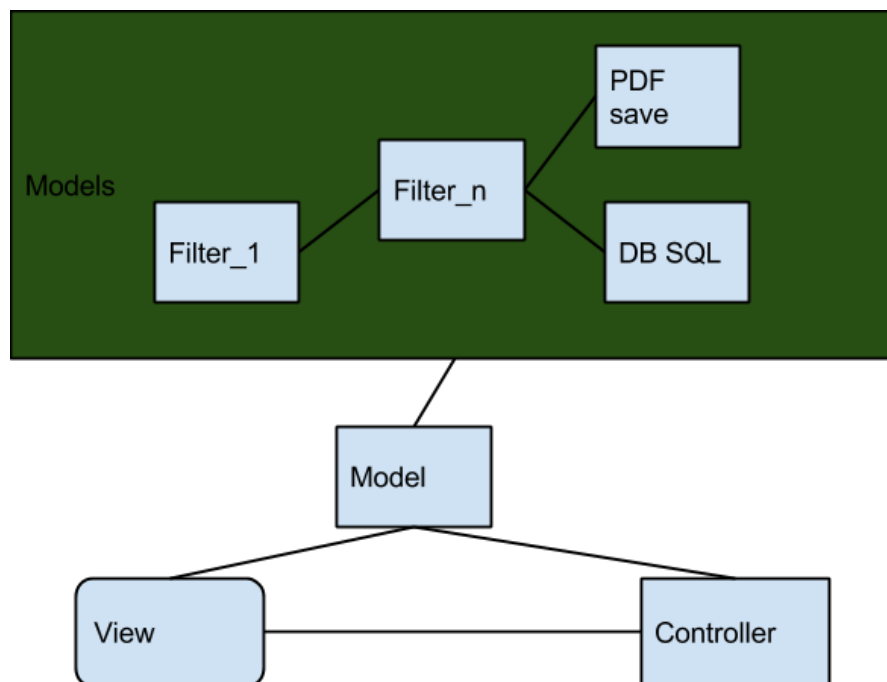 PDF
save
Models
Filter_n
Filter_1
DB SQL
Model
View
Controller